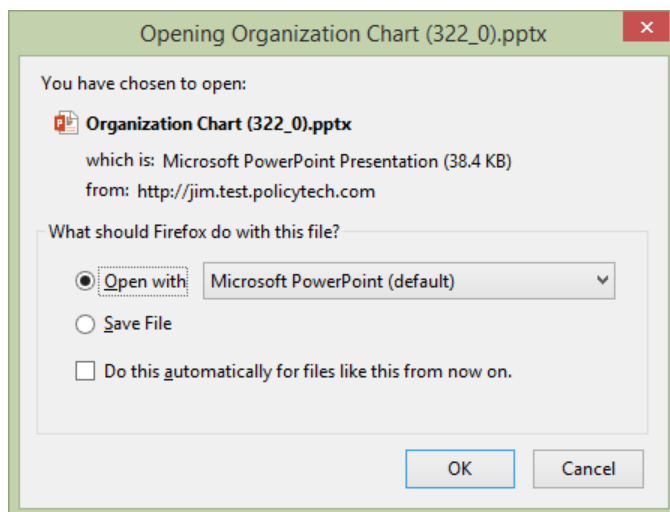 Opening Organization Chart (322_0).pptx
You have chosen to open:
Organization Chart (322_0).pptx
which is: Microsoft PowerPoint Presentation (38.4 KB)
from: http://jim.test.policytech.com
What should Firefox do with this file?
Open with Microsoft PowerPoint (default)
Save File
Do this automatically for files like this from now on.
OK Cancel